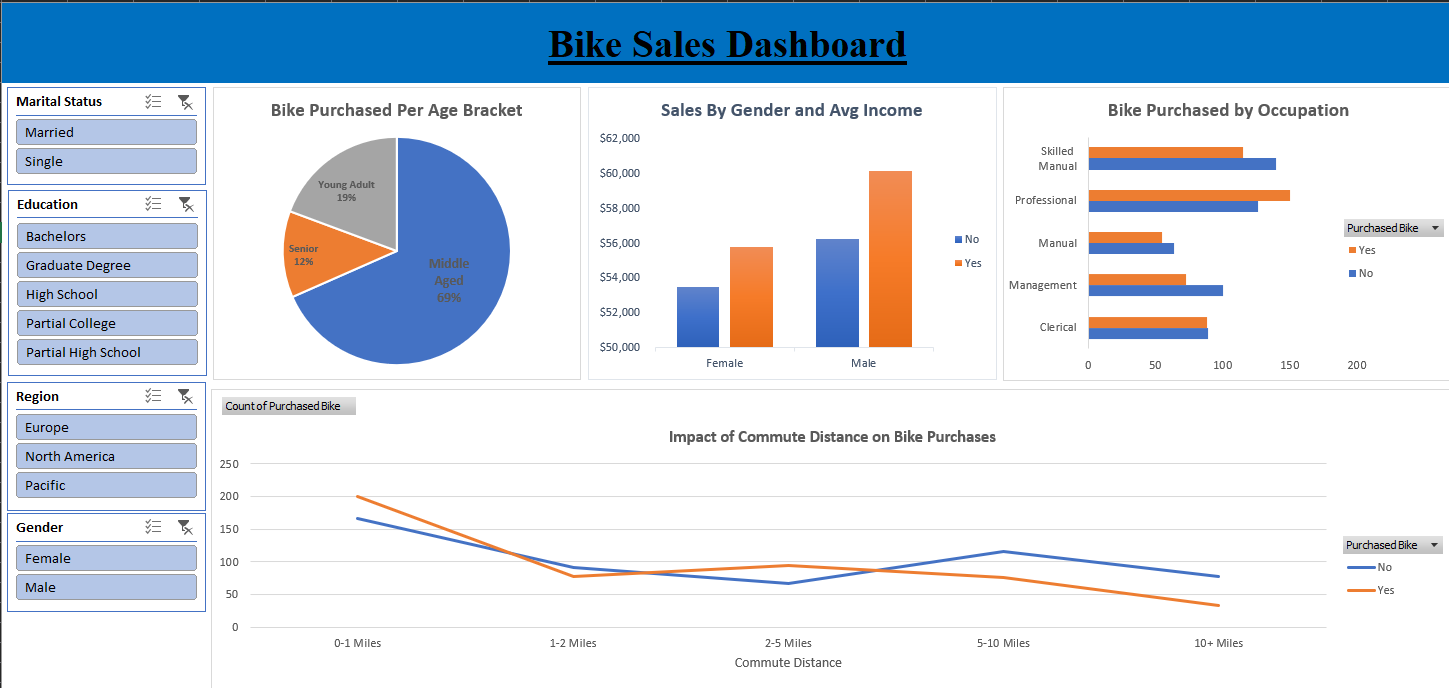 Bike Sales Dashboard
Marital Status
Married
Single
Education
Bachelors
Graduate Degree
High School
Partial College
Partial High School
Region
Europe
North America
Pacific
Gender
Female
Male
Bike Purchased Per Age Bracket
Young Adult
19%
Senior
12%
Middle
Aged
69%
Sales By Gender and Avg Income
$62,000
$60,000
$58,000
$56,000
$54,000
$52,000
$50,000
Female Male
No
Yes
Bike Purchased by Occupation
Skilled
Manual
Professional
Manual
Management
Clerical
0 50 100 150 200
Purchased Bike
Yes
No
Count of Purchased Bike
Impact of Commute Distance on Bike Purchases
250
200
150
100
50
0
0-1 Miles 1-2 Miles 2-5 Miles 5-10 Miles 10+ Miles
Commute Distance
Purchased Bike
No
Yes